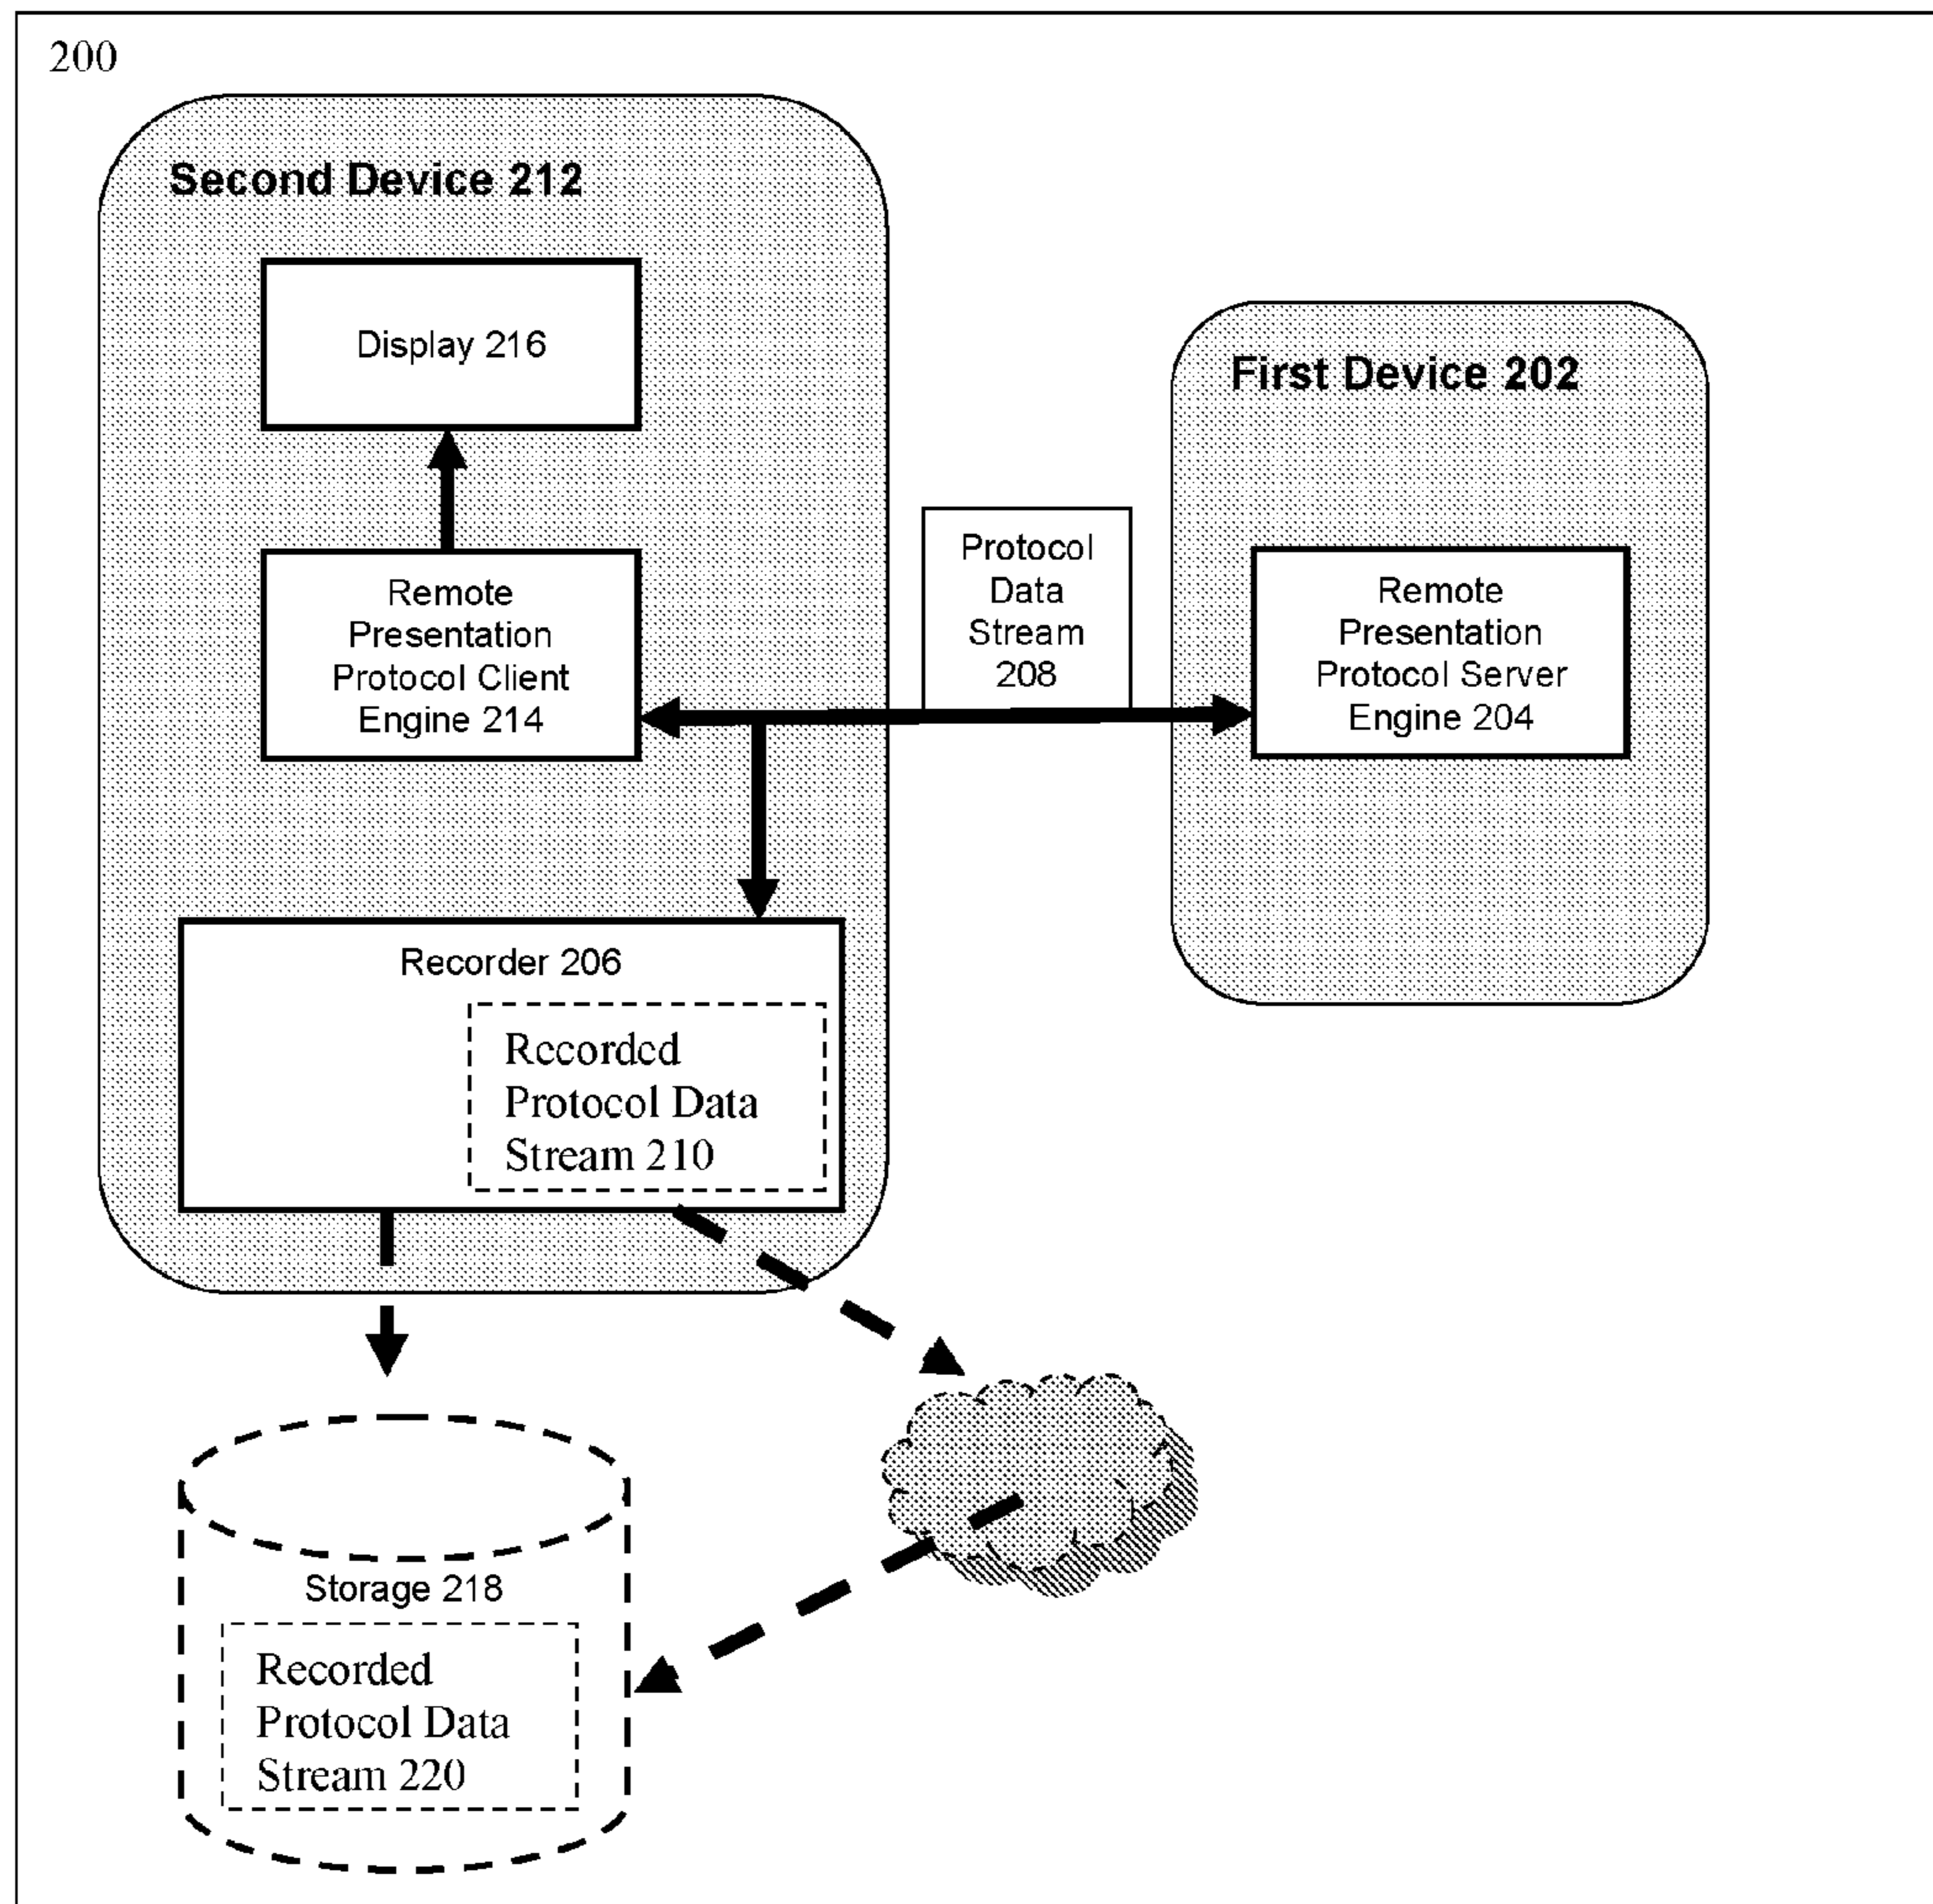 200
Second Device 212
Display 216
Remote
Presentation
Protocol Client
Engine 214
Protocol
Data
Stream
208
First Device 202
Remote
Presentation
Protocol Server
Engine 204
Recorder 206
Recorded
Protocol Data
Stream 210
Storage 218
Recorded
Protocol Data
Stream 220